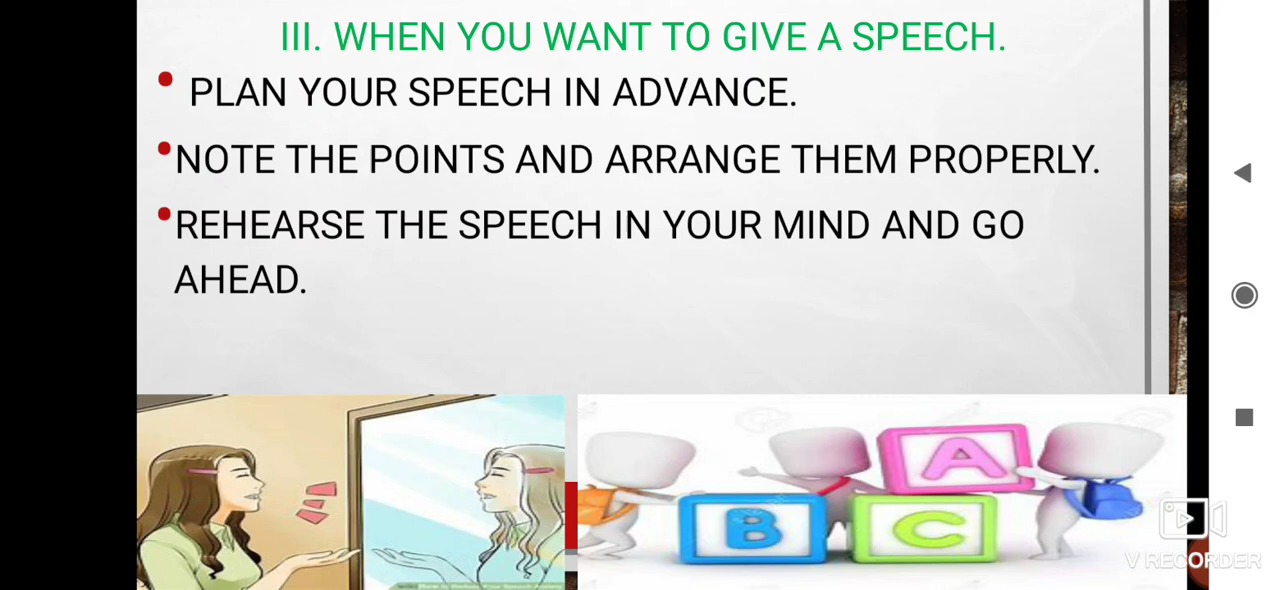 III. WHEN YOU WANT TO GIVE A SPEECH.
• PLAN YOUR SPEECH IN ADVANCE.
• NOTE THE POINTS AND ARRANGE THEM PROPERLY.
• REHEARSE THE SPEECH IN YOUR MIND AND GO
AHEAD.
A
B
C
V RECORDER